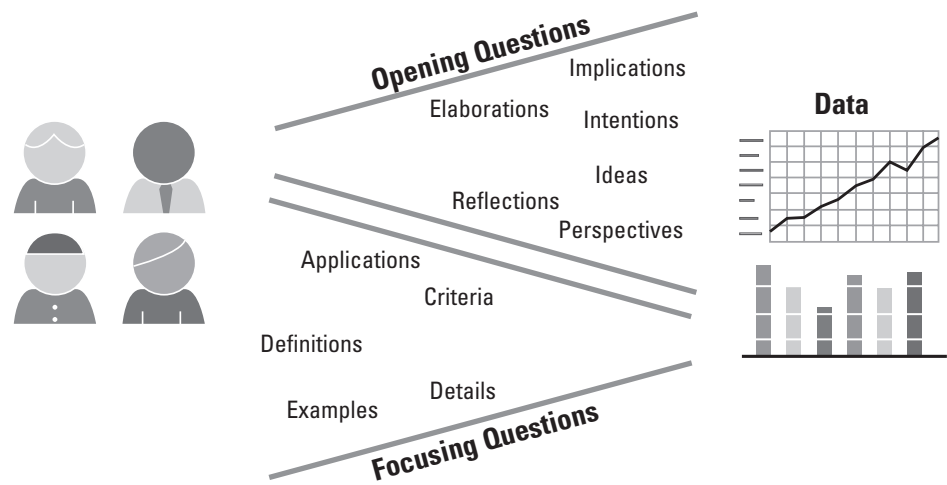 Opening Questions
Implications
Elaborations
Intentions
Ideas
Reflections
Perspectives
Data
Applications
Criteria
Definitions
Details
Examples
Focusing Questions